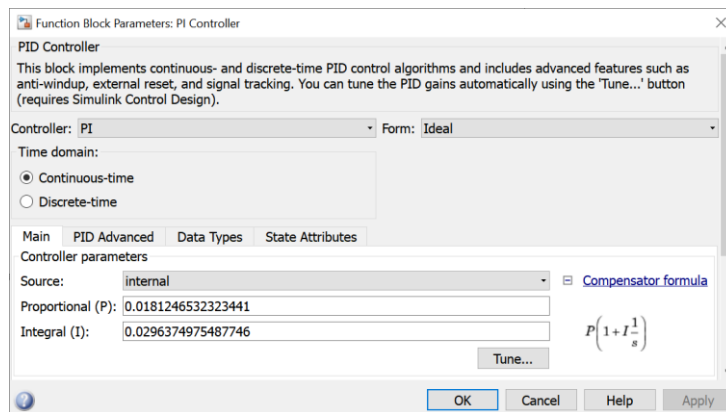 Function Block Parameters: PI Controller
PID Controller
This block implements continuous- and discrete-time PID control algorithms and includes advanced features such as
anti-windup, external reset, and signal tracking. You can tune the PID gains automatically using the 'Tune...' button
(requires Simulink Control Design).
Controller: PI Form: Ideal
Time domain:
Continuous-time
Discrete-time
Main PID Advanced Data Types State Attributes
Controller parameters
Source: internal Compensator formula
Proportional (P): 0.0181246532323441
Integral (I): 0.0296374975487746
P(1+I 1/s)
Tune...
OK Cancel Help Apply